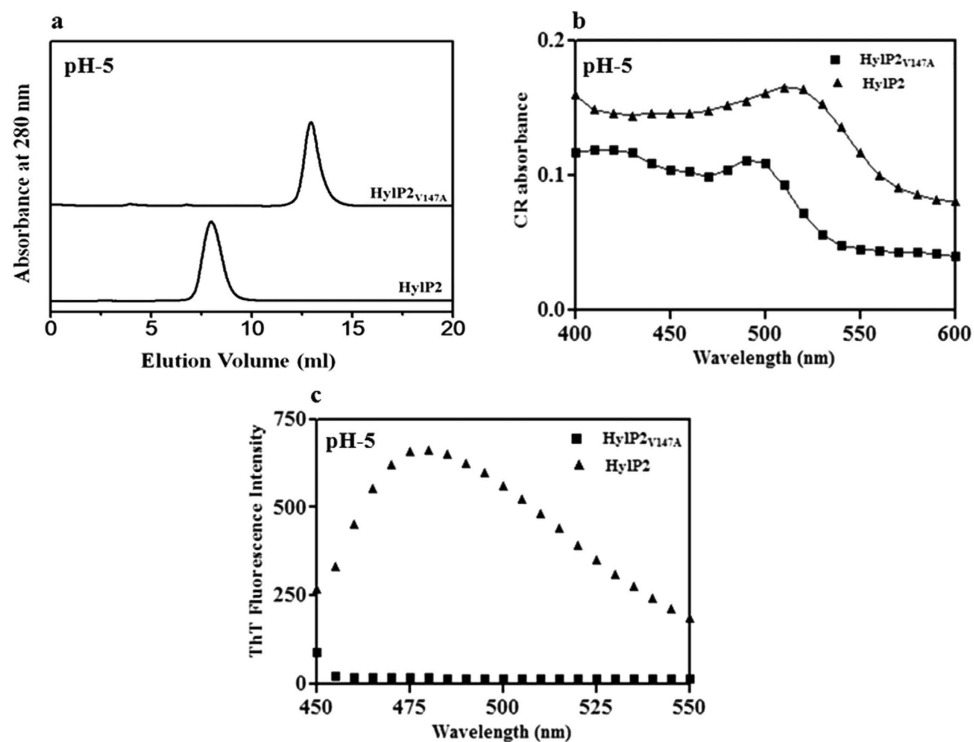 a
pH-5
Absorbance at 280 nm
HylP2V147A
HylP2
0 5 10 15 20
Elution Volume (ml)
b
pH-5
HylP2V147A
HylP2
CR absorbance
0.2
0.1
0.0
400 450 500 550 600
Wavelength (nm)
c
pH-5
HylP2V147A
HylP2
ThT Fluorescence Intensity
750
500
250
0
450 475 500 525 550
Wavelength (nm)